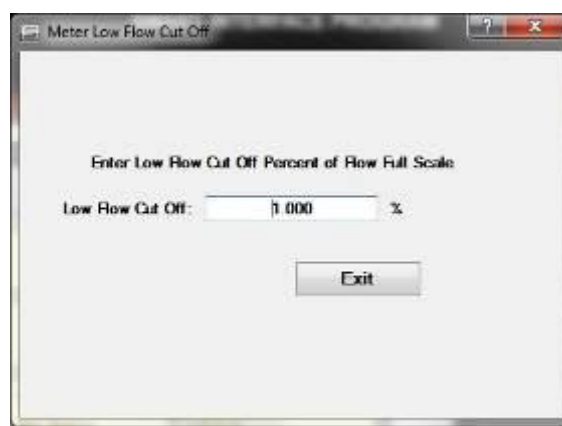 Meter Low Flow Cut Off
Enter Low Flow Cut Off Percent of Flow Full Scale
Low Flow Cut Off: 1.000 %
Exit